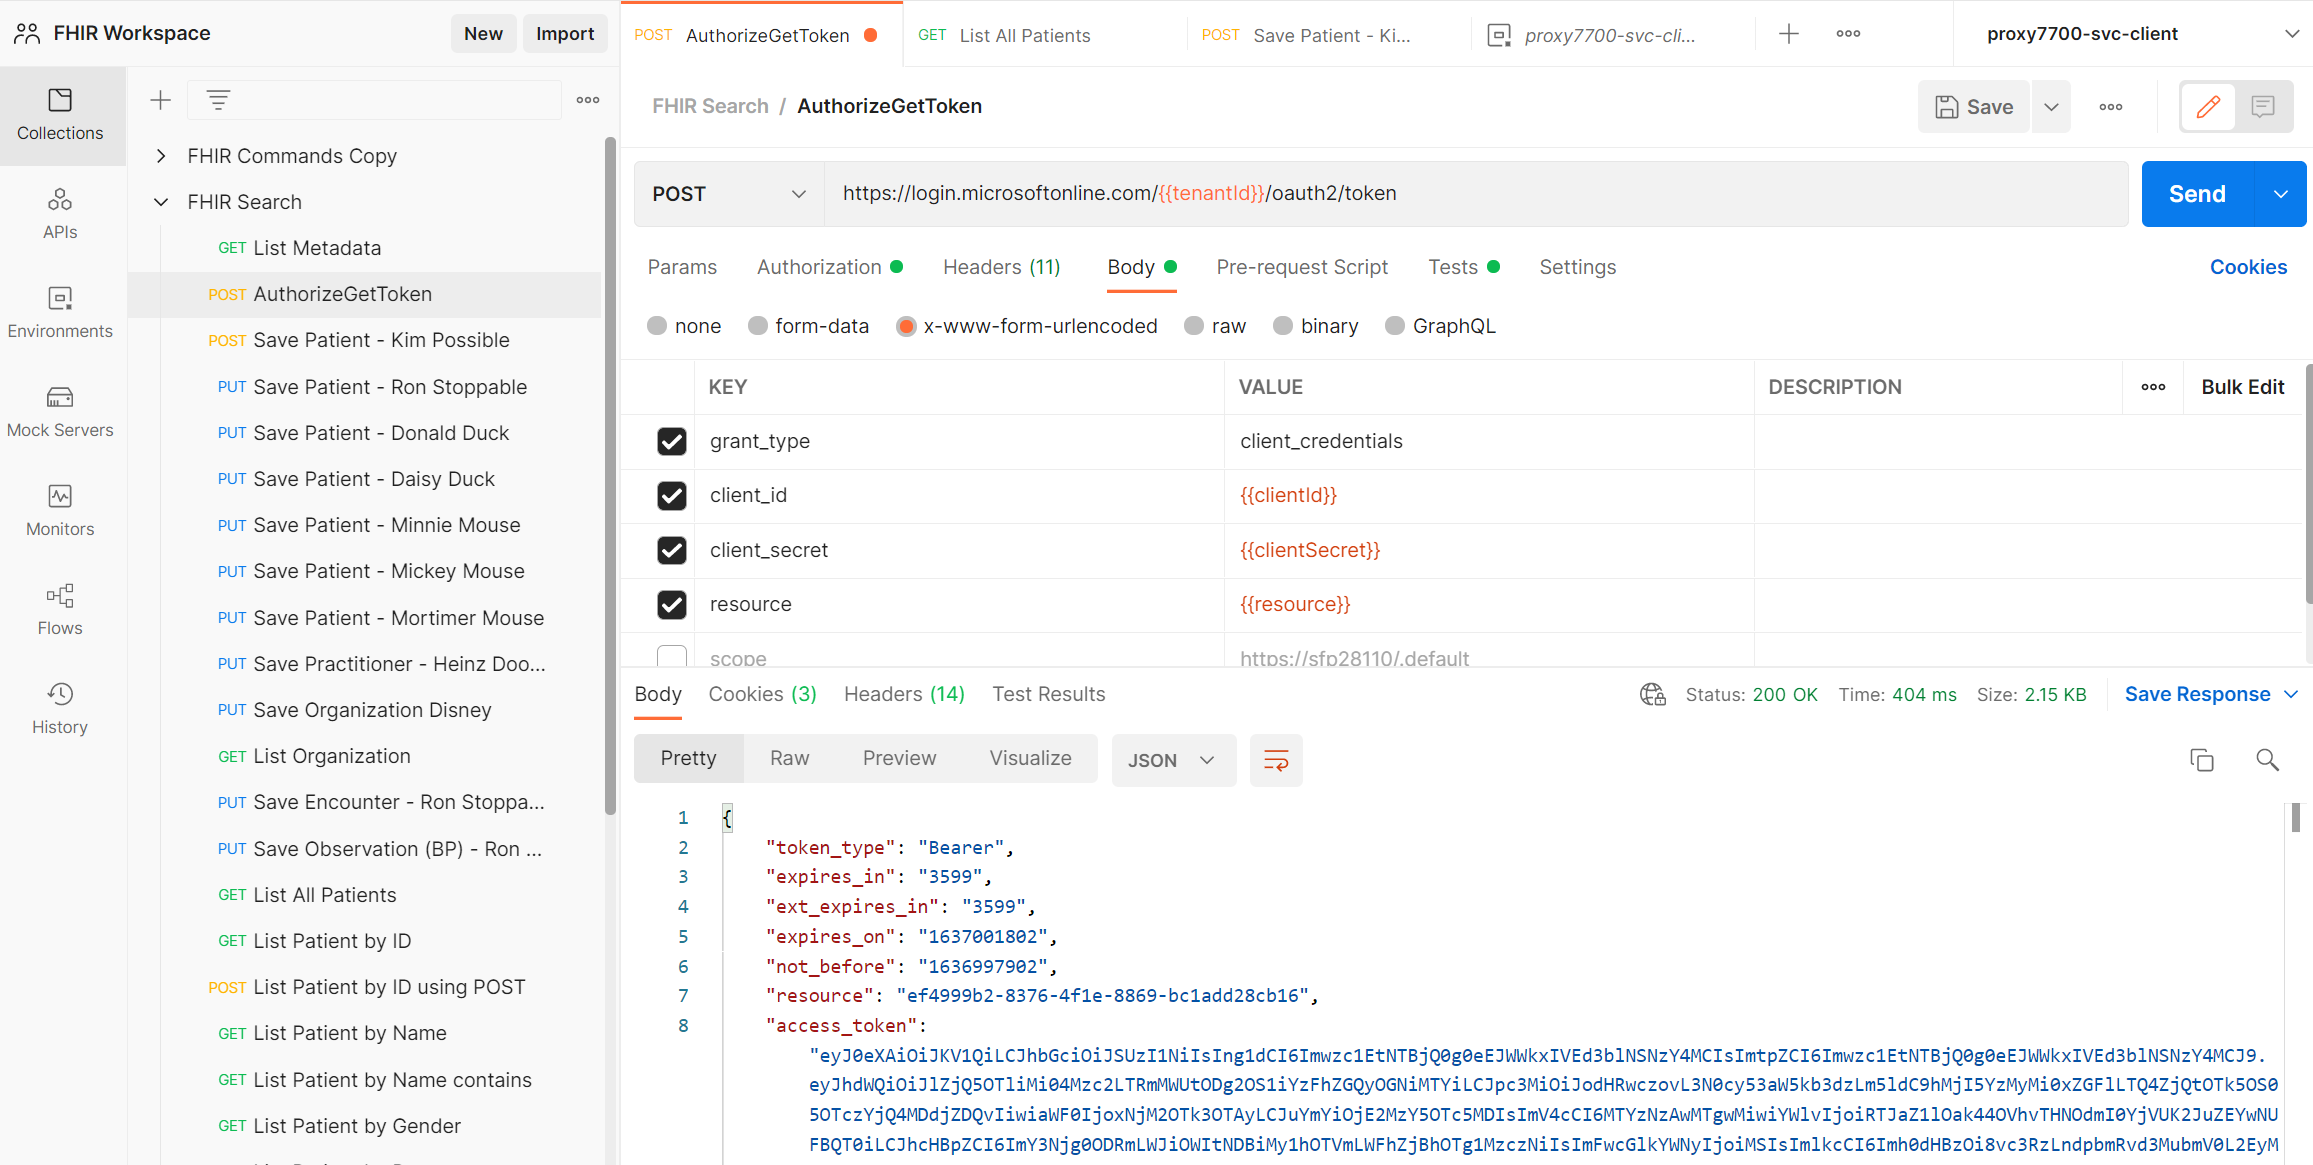 FHIR Workspace
New
Import
POST AuthorizeGetToken
GET List All Patients
POST Save Patient - Ki...
proxy7700-svc-cli...
proxy7700-svc-client
Collections
APIs
Environments
Mock Servers
Monitors
Flows
History
FHIR Commands Copy
FHIR Search
GET List Metadata
POST AuthorizeGetToken
POST Save Patient - Kim Possible
PUT Save Patient - Ron Stoppable
PUT Save Patient - Donald Duck
PUT Save Patient - Daisy Duck
PUT Save Patient - Minnie Mouse
PUT Save Patient - Mickey Mouse
PUT Save Patient - Mortimer Mouse
PUT Save Practitioner - Heinz Doo...
PUT Save Organization Disney
GET List Organization
PUT Save Encounter - Ron Stoppa...
PUT Save Observation (BP) - Ron ...
GET List All Patients
GET List Patient by ID
POST List Patient by ID using POST
GET List Patient by Name
GET List Patient by Name contains
GET List Patient by Gender
FHIR Search / AuthorizeGetToken
Save
POST https://login.microsoftonline.com/{{tenantId}}/oauth2/token
Send
Params Authorization Headers (11) Body Pre-request Script Tests Settings Cookies
none form-data x-www-form-urlencoded raw binary GraphQL
KEY VALUE DESCRIPTION Bulk Edit
grant_type client_credentials
client_id {{clientId}}
client_secret {{clientSecret}}
resource {{resource}}
scope https://sfp28110/.default
Body Cookies (3) Headers (14) Test Results Status: 200 OK Time: 404 ms Size: 2.15 KB Save Response
Pretty Raw Preview Visualize JSON
1 {
2 "token_type": "Bearer",
3 "expires_in": "3599",
4 "ext_expires_in": "3599",
5 "expires_on": "1637001802",
6 "not_before": "1636997902",
7 "resource": "ef4999b2-8376-4f1e-8869-bc1add28cb16",
8 "access_token":
"eyJ0eXAiOiJKV1QiLCJhbGciOiJSUzI1NiIsIng1dCI6Imwzc1EtNTBjQ0g0eEJWWkxIVEd3blNSNzY4MCIsImtpZCI6Imwzc1EtNTBjQ0g0eEJWWkxIVEd3blNSNzY4MCJ9.
eyJhdWQiOiJlZjQ5OTliMi04Mzc2LTRmMWUtODg2OS1iYzFhZGQyOGNiMTYiLCJpc3MiOiJodHRwczovL3N0cy53aW5kb3dzLm5ldC9hMjI5YzMyMi0xZGFlLTQ4ZjQtOTk5OS0
5OTczYjQ4MDdjZDQvIiwiaWF0IjoxNjM2OTk3OTAyLCJuYmYiOjE2MzY5OTc5MDIsImV4cCI6MTYzNzAwMTgwMiwiYWlvIjoiRTJaZ1lOak44OVhvTHNOdmI0YjVUK2JuZEYwNU
FBQT0iLCJhcHBpZCI6ImY3Njg0ODRmLWJiOWItNDBiMy1hOTVmLWFhZjBhOTg1MzczNiIsImFwcGlkYWNyIjoiMSIsImlkcCI6Imh0dHBzOi8vc3RzLndpbmRvd3MubmV0L2EyM